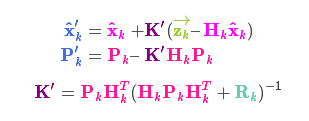 x̂′ₖ = x̂ₖ + K′(z⃗ₖ – Hₖx̂ₖ)
P′ₖ = Pₖ – K′HₖPₖ
K′ = PₖHₖᵀ(HₖPₖHₖᵀ + Rₖ)⁻¹